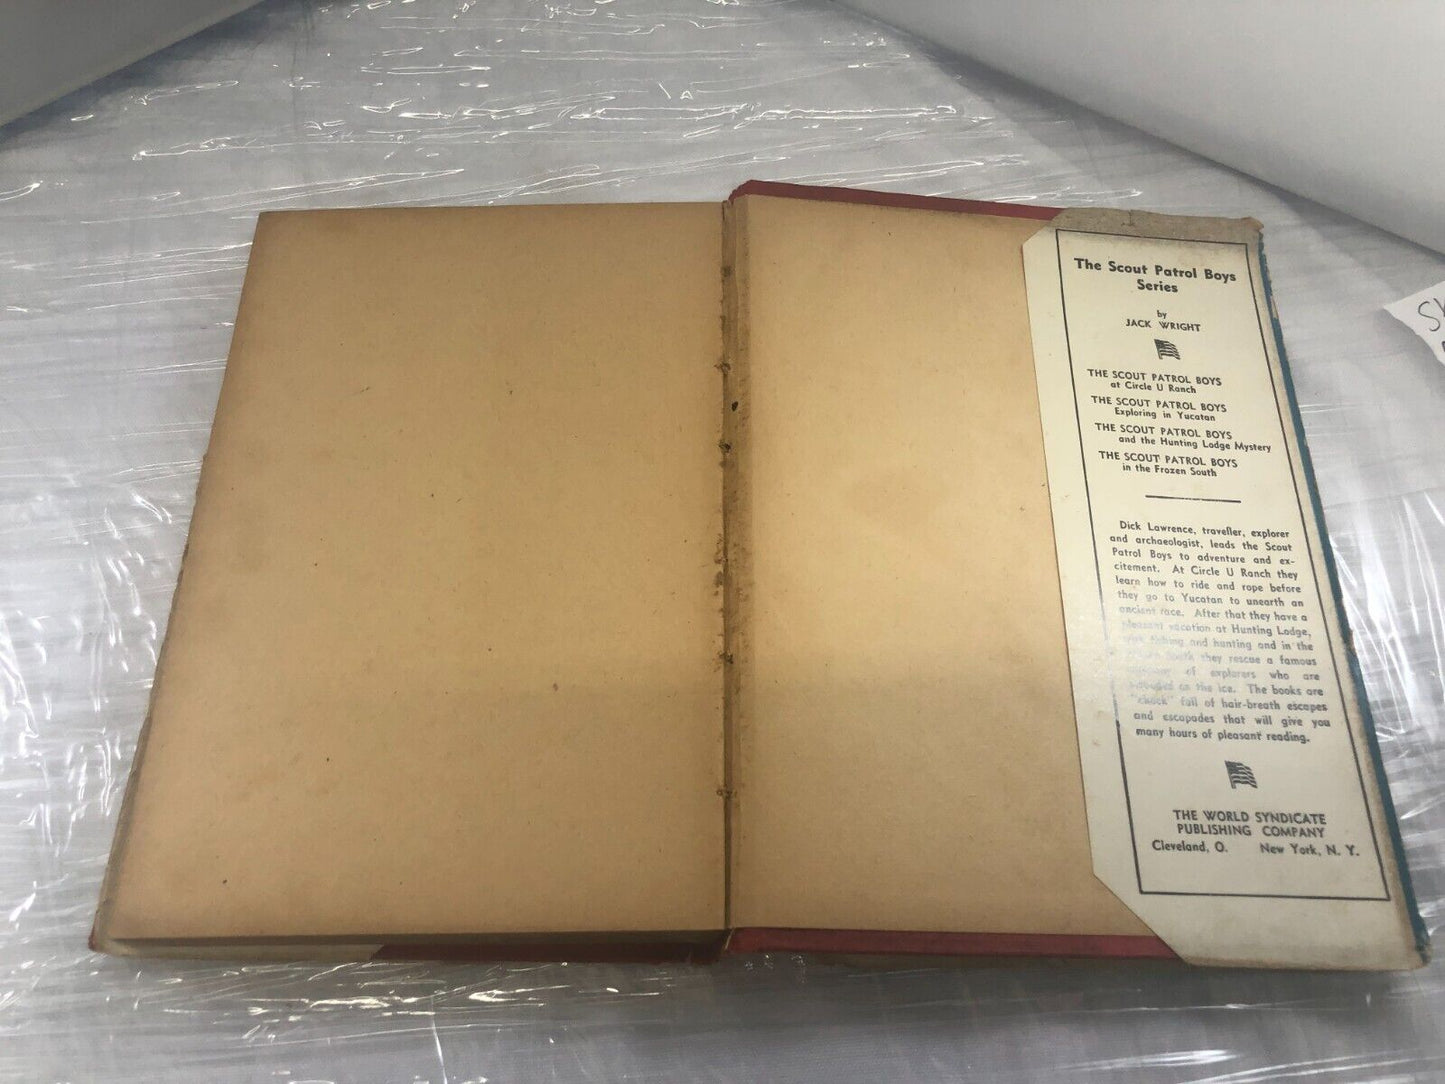 The Scout Patrol Boys
Series
by
JACK WRIGHT
THE SCOUT PATROL BOYS
at Circle U Ranch
THE SCOUT PATROL BOYS
Exploring in Yucatan
THE SCOUT PATROL BOYS
and the Hunting Lodge Mystery
THE SCOUT PATROL BOYS
in the Frozen South
Dick Lawrence, traveller, explorer
and archaeologist, leads the Scout
Patrol Boys to adventure and ex-
citement. At Circle U Ranch they
learn how to ride and rope before
they go to Yucatan to unearth an
ancient race. After that they have a
pleasant vacation at Hunting Lodge,
fishing and hunting and in the
they rescue a famous
of explorers who are
on the ice. The books are
"chuck" full of hair-breath escapes
and escapades that will give you
many hours of pleasant reading.
THE WORLD SYNDICATE
PUBLISHING COMPANY
Cleveland, O. New York, N. Y.